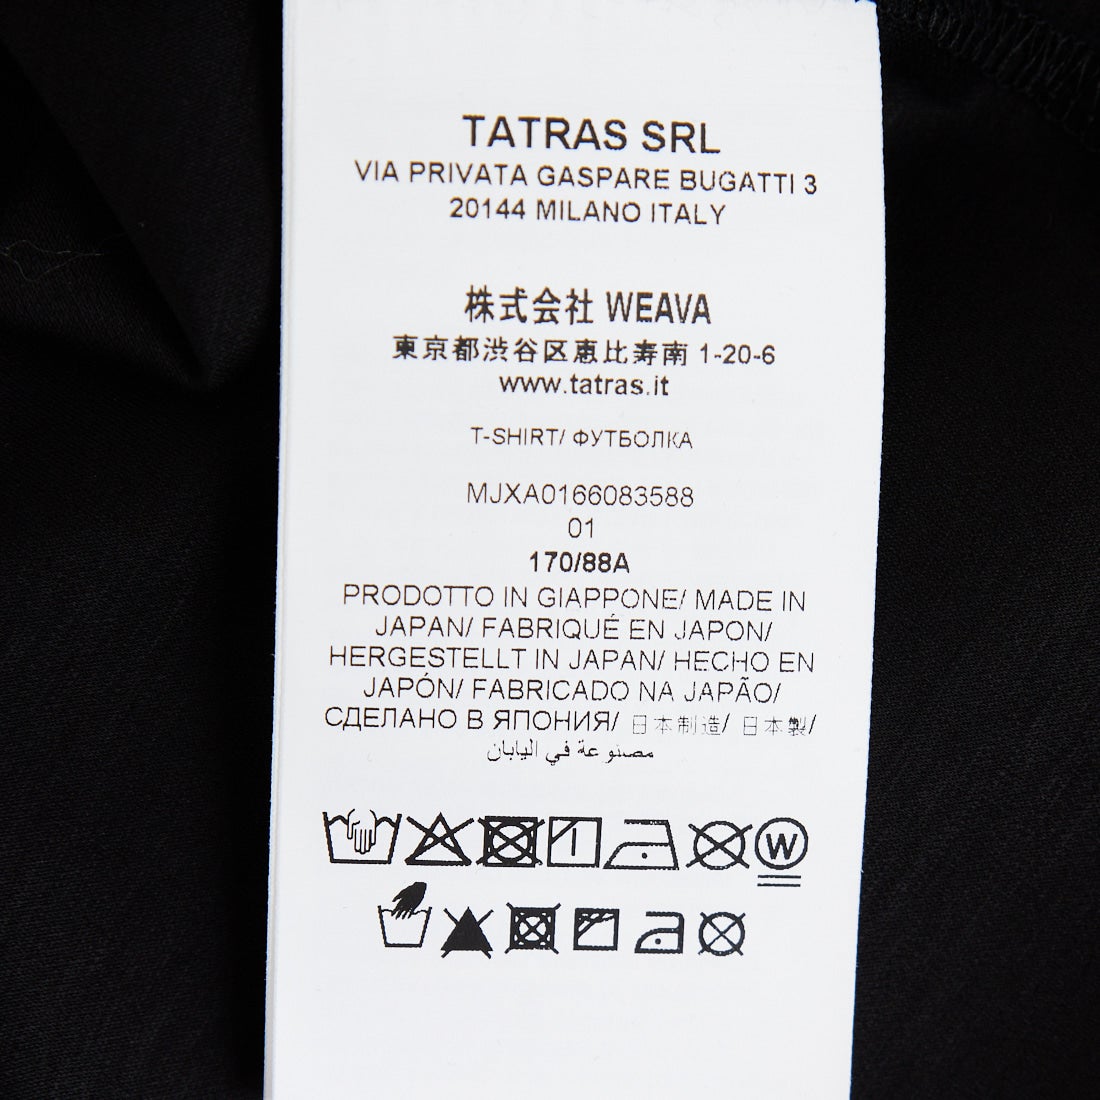 TATRAS SRL
VIA PRIVATA GASPARE BUGATTI 3
20144 MILANO ITALY
株式会社 WEAVA
東京都渋谷区恵比寿南 1-20-6
www.tatras.it
T-SHIRT/ ФУТБОЛКА
MJXA0166083588
01
170/88A
PRODOTTO IN GIAPPONE/ MADE IN
JAPAN/ FABRIQUÉ EN JAPON/
HERGESTELLT IN JAPAN/ HECHO EN
JAPÓN/ FABRICADO NA JAPÃO/
СДЕЛАНО В ЯПОНИЯ/ 日本制造/ 日本製/
مصنوعة في اليابان
W